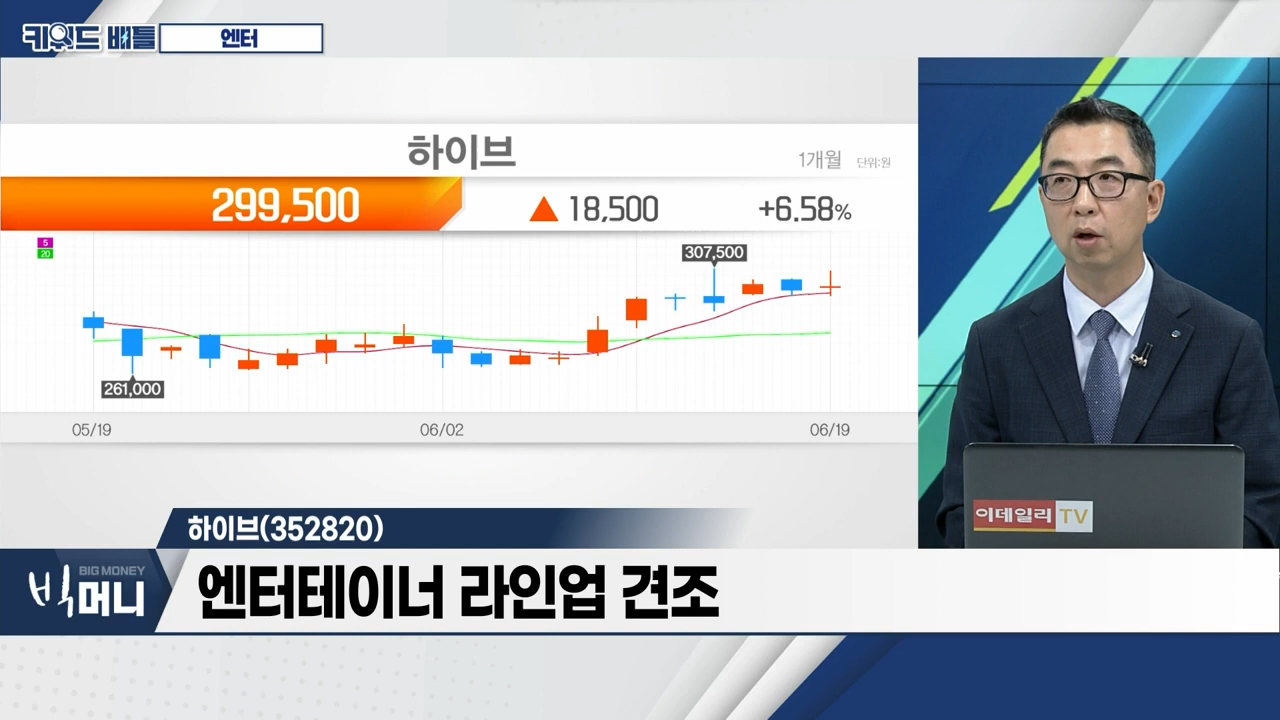 키워드 배틀
엔터
하이브
1개월 단위:원
299,500 ▲ 18,500 +6.58%
5
20
307,500
261,000
05/19 06/02 06/19
이데일리 TV
하이브(352820)
BIG MONEY
빅머니
엔터테이너 라인업 견조